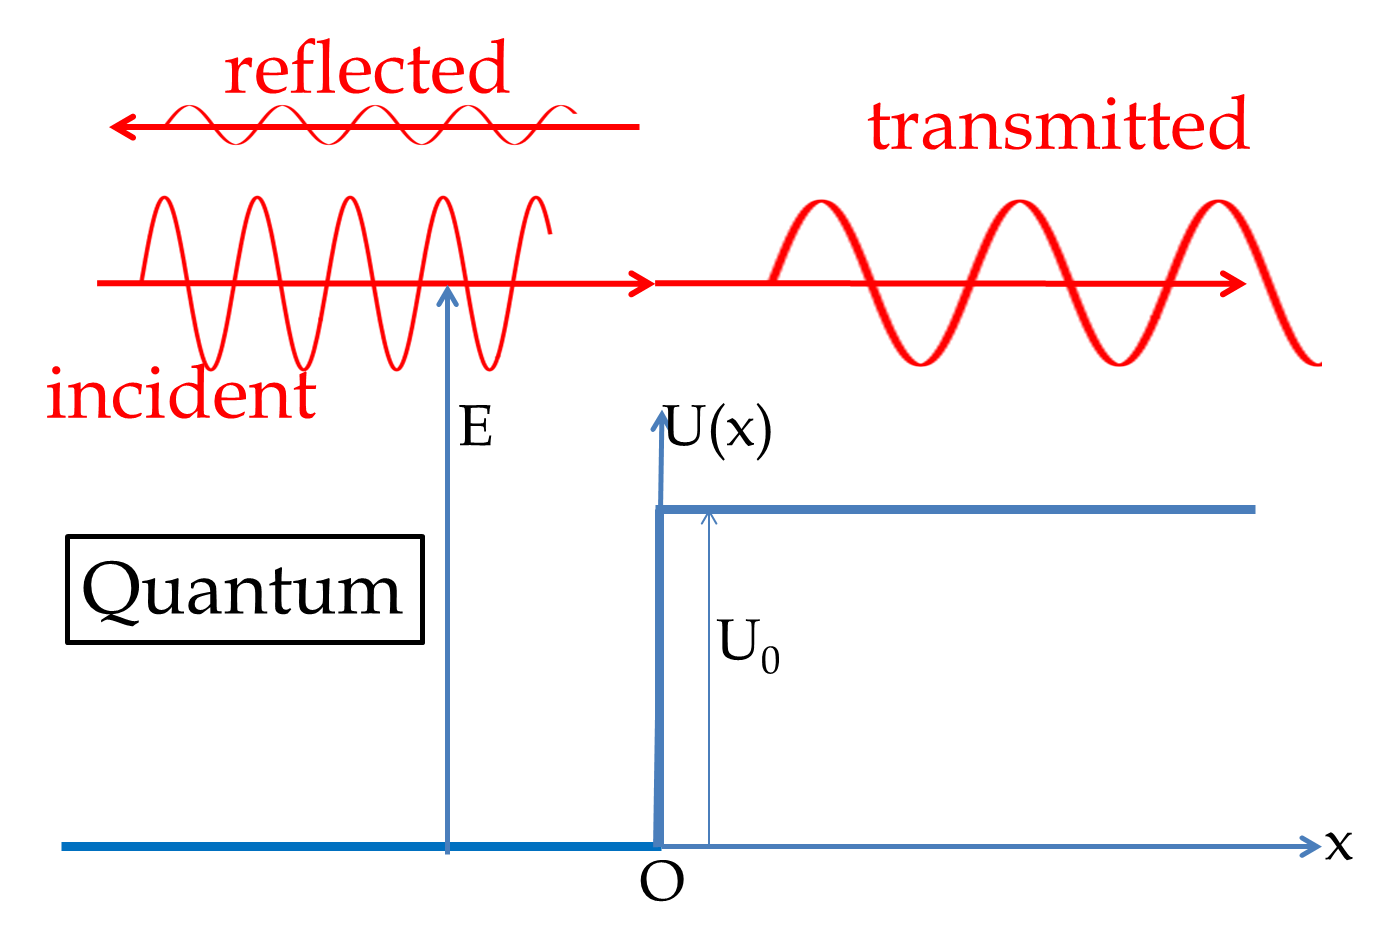 reflected
transmitted
incident
E
U(x)
Quantum
U₀
x
O